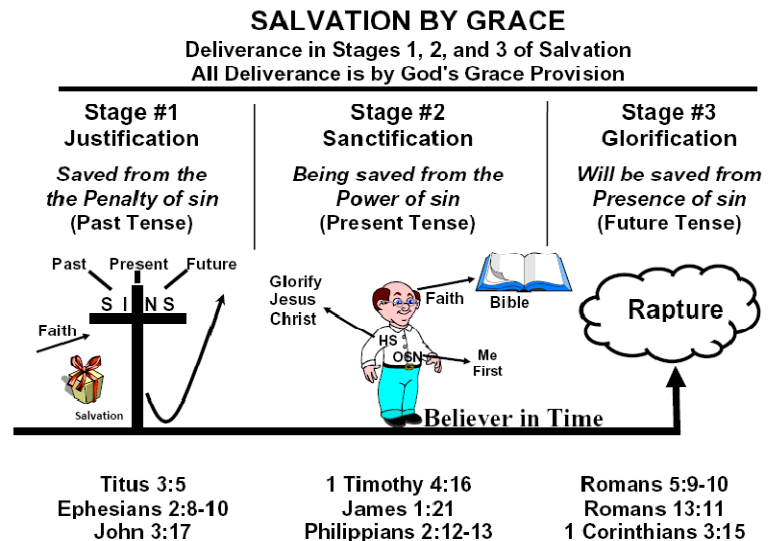 SALVATION BY GRACE
Deliverance in Stages 1, 2, and 3 of Salvation
All Deliverance is by God's Grace Provision
Stage #1
Justification
Saved from the
the Penalty of sin
(Past Tense)
Past Present Future
S I N S
Faith
Salvation
Titus 3:5
Ephesians 2:8-10
John 3:17
Stage #2
Sanctification
Being saved from the
Power of sin
(Present Tense)
Glorify
Jesus
Christ
Faith
Bible
HS
OSN
Me
First
Believer in Time
1 Timothy 4:16
James 1:21
Philippians 2:12-13
Stage #3
Glorification
Will be saved from
Presence of sin
(Future Tense)
Rapture
Romans 5:9-10
Romans 13:11
1 Corinthians 3:15